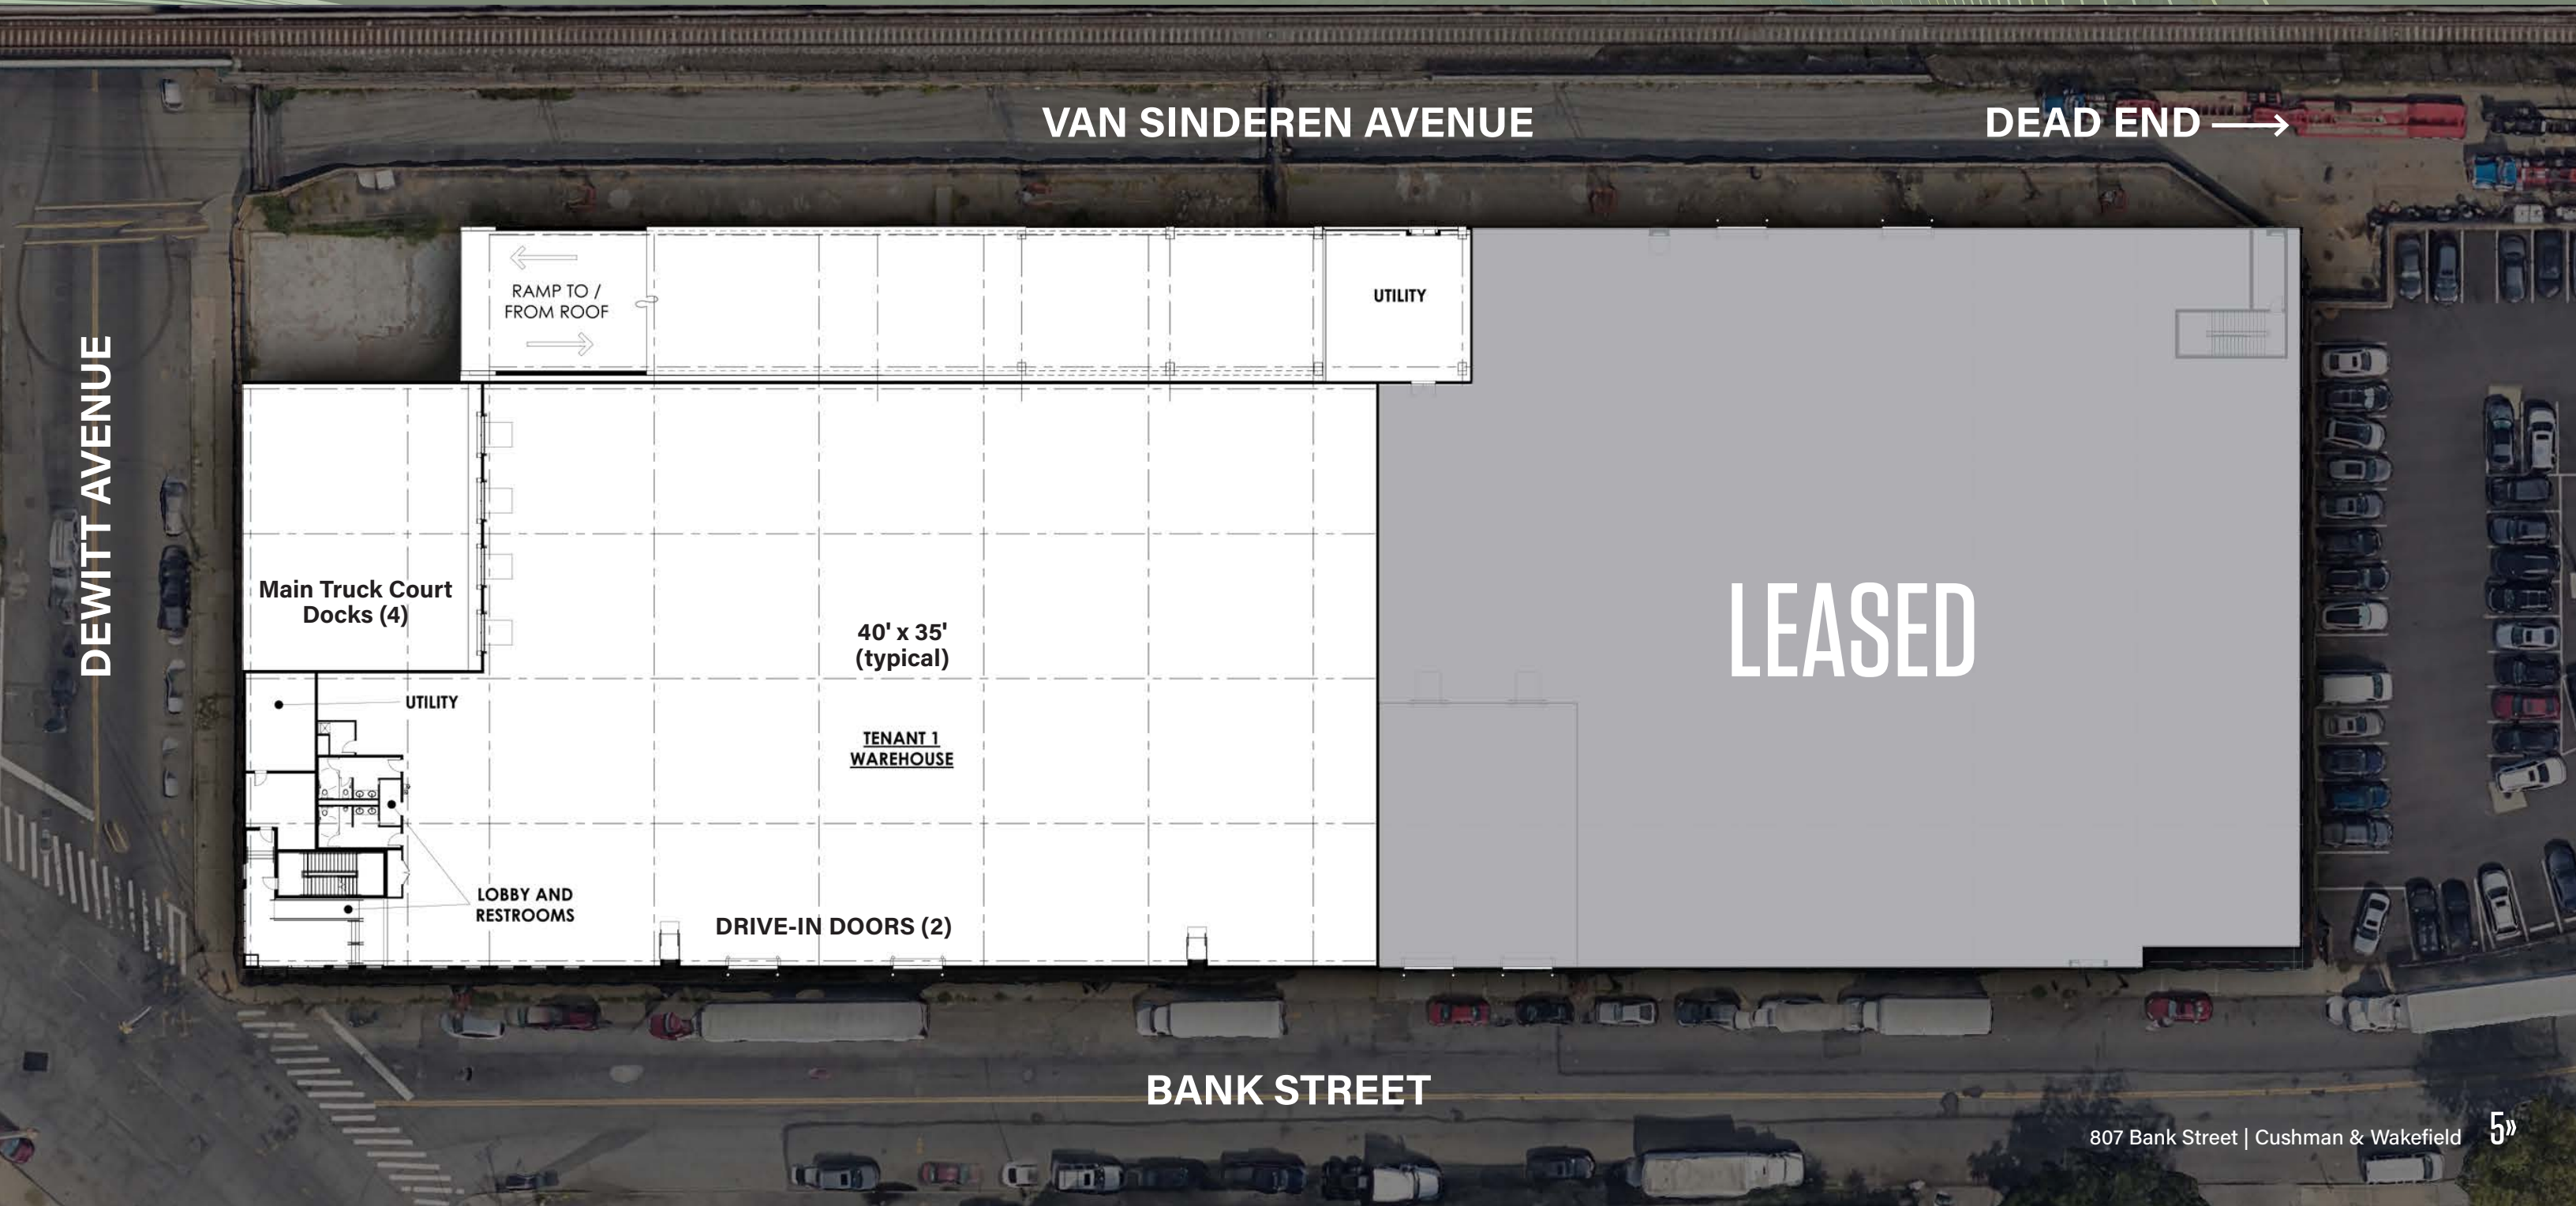 VAN SINDEREN AVENUE
DEAD END
RAMP TO /
FROM ROOF
UTILITY
DEWITT AVENUE
Main Truck Court
Docks (4)
40' x 35'
(typical)
LEASED
UTILITY
TENANT 1
WAREHOUSE
LOBBY AND
RESTROOMS
DRIVE-IN DOORS (2)
BANK STREET
807 Bank Street | Cushman & Wakefield
5»